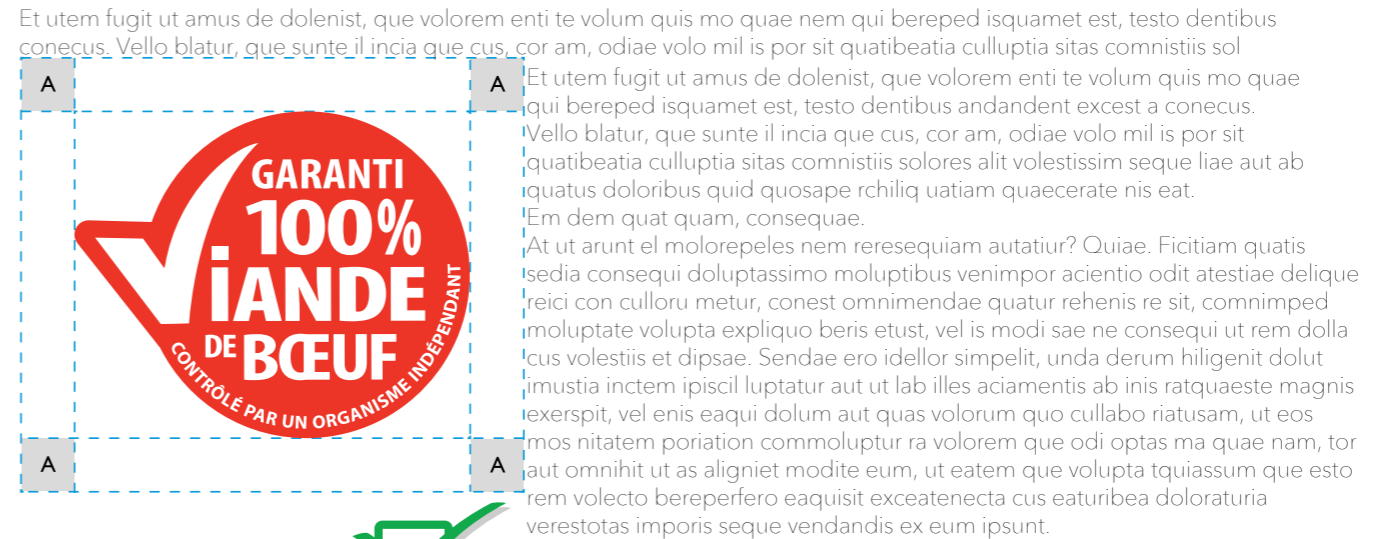 Et utem fugit ut amus de dolenist, que volorem enti te volum quis mo quae nem qui bereped isquamet est, testo dentibus
conecus. Vello blatur, que sunte il incia que cus, cor am, odiae volo mil is por sit quatibeatia culluptia sitas comnistiis sol
A
A
GARANTI
100%
ViANDE
DE BŒUF
CONTRÔLÉ PAR UN ORGANISME INDÉPENDANT
A
A
Et utem fugit ut amus de dolenist, que volorem enti te volum quis mo quae
qui bereped isquamet est, testo dentibus andandent excest a conecus.
Vello blatur, que sunte il incia que cus, cor am, odiae volo mil is por sit
quatibeatia culluptia sitas comnistiis solores alit volestissim seque liae aut ab
quatus doloribus quid quosape rchiliq uatiam quaecerate nis eat.
Em dem quat quam, consequae.
At ut arunt el molorepeles nem reresequiam autatiur? Quiae. Ficitiam quatis
sedia consequi doluptassimo moluptibus venimpor acientio odit atestiae delique
reici con culloru metur, conest omnimendae quatur rehenis re sit, comnimped
moluptate volupta expliquo beris etust, vel is modi sae ne consequi ut rem dolla
cus volestiis et dipsae. Sendae ero idellor simpelit, unda derum hiligenit dolut
imustia inctem ipiscil luptatur aut ut lab illes aciamentis ab inis ratquaeste magnis
exerspit, vel enis eaqui dolum aut quas volorum quo cullabo riatusam, ut eos
mos nitatem poriation commoluptur ra volorem que odi optas ma quae nam, tor
aut omnihit ut as aligniet modite eum, ut eatem que volupta tquiassum que esto
rem volecto bereperfero eaquisit exceatenecta cus eaturibea doloraturia
verestotas imporis seque vendandis ex eum ipsunt.